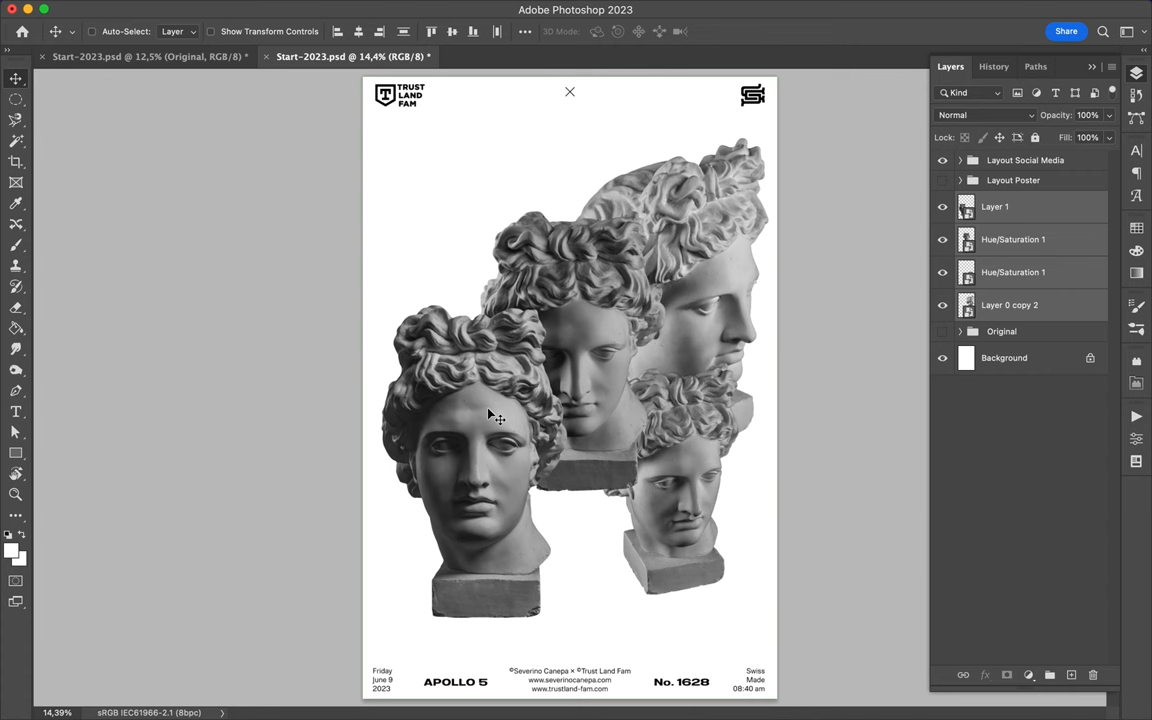 Adobe Photoshop 2023
Auto-Select: Layer Show Transform Controls 3D Mode: Share
Start-2023.psd @ 12,5% (Original, RGB/8) * Start-2023.psd @ 14,4% (RGB/8) *
Layers History Paths
Kind
Normal Opacity: 100%
Lock: Fill: 100%
Layout Social Media
Layout Poster
Layer 1
Hue/Saturation 1
Hue/Saturation 1
Layer 0 copy 2
Original
Background
TRUST
LAND
FAM
Friday
June 9
2023
APOLLO 5
©Severino Canepa × ©Trust Land Fam
www.severinocanepa.com
www.trustland-fam.com
No. 1628
Swiss
Made
08:40 am
14,39% sRGB IEC61966-2.1 (8bpc)